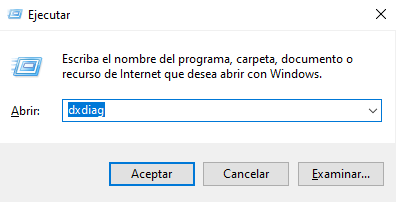 Ejecutar
Escriba el nombre del programa, carpeta, documento o
recurso de Internet que desea abrir con Windows.
Abrir: dxdiag
Aceptar Cancelar Examinar...